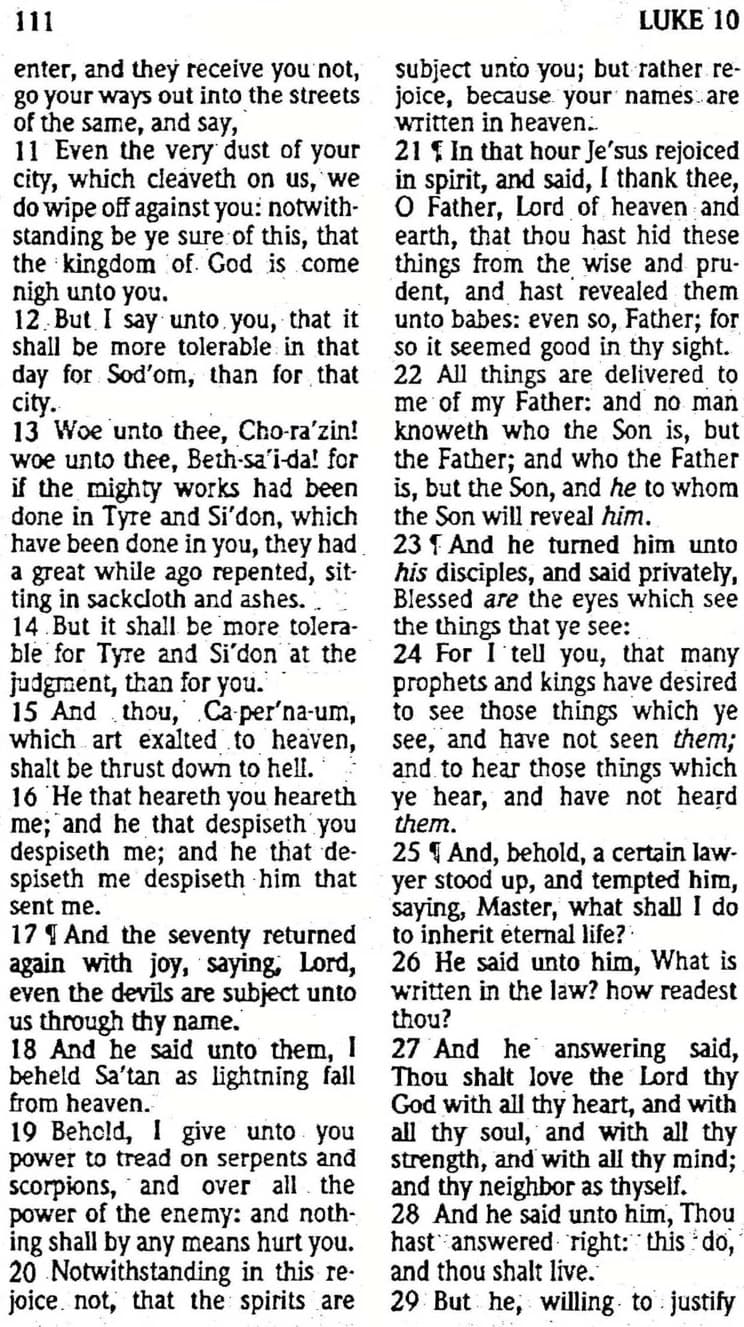 111
LUKE 10
enter, and they receive you not,
go your ways out into the streets
of the same, and say,
11 Even the very dust of your
city, which cleaveth on us, we
do wipe off against you: notwith-
standing be ye sure of this, that
the kingdom of God is come
nigh unto you.
12 But I say unto you, that it
shall be more tolerable in that
day for Sod'om, than for that
city.
13 Woe unto thee, Cho-ra'zin!
woe unto thee, Beth-sa'i-da! for
if the mighty works had been
done in Tyre and Si'don, which
have been done in you, they had
a great while ago repented, sit-
ting in sackcloth and ashes.
14 But it shall be more tolera-
ble for Tyre and Si'don at the
judgment, than for you.
15 And thou, Ca-per'na-um,
which art exalted to heaven,
shalt be thrust down to hell.
16 He that heareth you heareth
me; and he that despiseth you
despiseth me; and he that de-
spiseth me despiseth him that
sent me.
17 ¶ And the seventy returned
again with joy, saying, Lord,
even the devils are subject unto
us through thy name.
18 And he said unto them, I
beheld Sa'tan as lightning fall
from heaven.
19 Behold, I give unto you
power to tread on serpents and
scorpions, and over all the
power of the enemy: and noth-
ing shall by any means hurt you.
20 Notwithstanding in this re-
joice not, that the spirits are
subject unto you; but rather re-
joice, because your names are
written in heaven.
21 ¶ In that hour Je'sus rejoiced
in spirit, and said, I thank thee,
O Father, Lord of heaven and
earth, that thou hast hid these
things from the wise and pru-
dent, and hast revealed them
unto babes: even so, Father; for
so it seemed good in thy sight.
22 All things are delivered to
me of my Father: and no man
knoweth who the Son is, but
the Father; and who the Father
is, but the Son, and he to whom
the Son will reveal him.
23 ¶ And he turned him unto
his disciples, and said privately,
Blessed are the eyes which see
the things that ye see:
24 For I tell you, that many
prophets and kings have desired
to see those things which ye
see, and have not seen them;
and to hear those things which
ye hear, and have not heard
them.
25 ¶ And, behold, a certain law-
yer stood up, and tempted him,
saying, Master, what shall I do
to inherit eternal life?
26 He said unto him, What is
written in the law? how readest
thou?
27 And he answering said,
Thou shalt love the Lord thy
God with all thy heart, and with
all thy soul, and with all thy
strength, and with all thy mind;
and thy neighbor as thyself.
28 And he said unto him, Thou
hast answered right: this do,
and thou shalt live.
29 But he, willing to justify